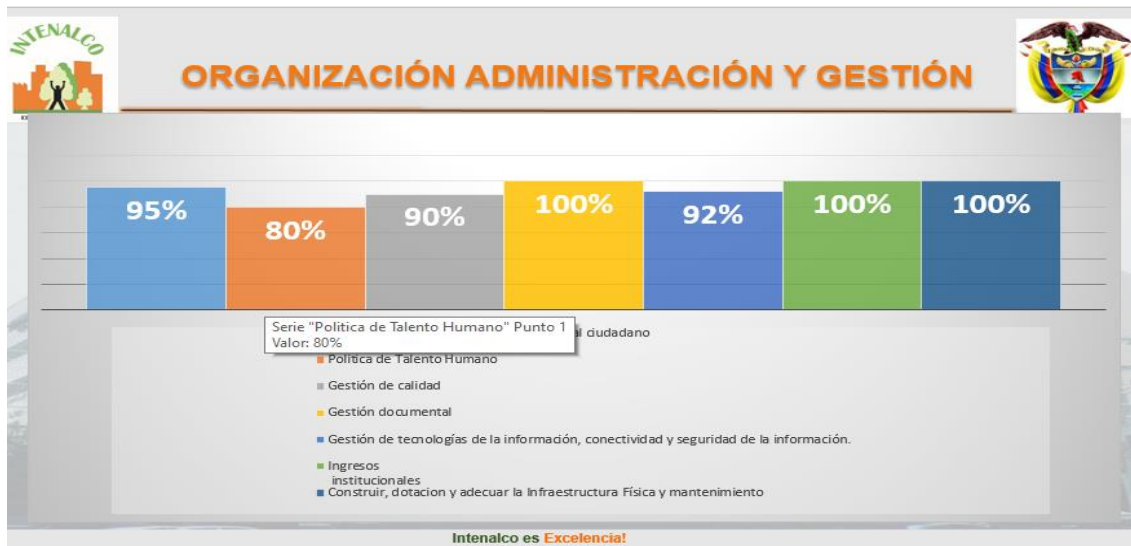 INTENALCO
ORGANIZACIÓN ADMINISTRACIÓN Y GESTIÓN
95%
80%
90%
100%
92%
100%
100%
Serie "Politica de Talento Humano" Punto 1
Valor: 80%
al ciudadano
Politica de Talento Humano
Gestión de calidad
Gestión documental
Gestión de tecnologías de la información, conectividad y seguridad de la información.
Ingresos
institucionales
Construir, dotacion y adecuar la Infraestructura Física y mantenimiento
Intenalco es Excelencia!